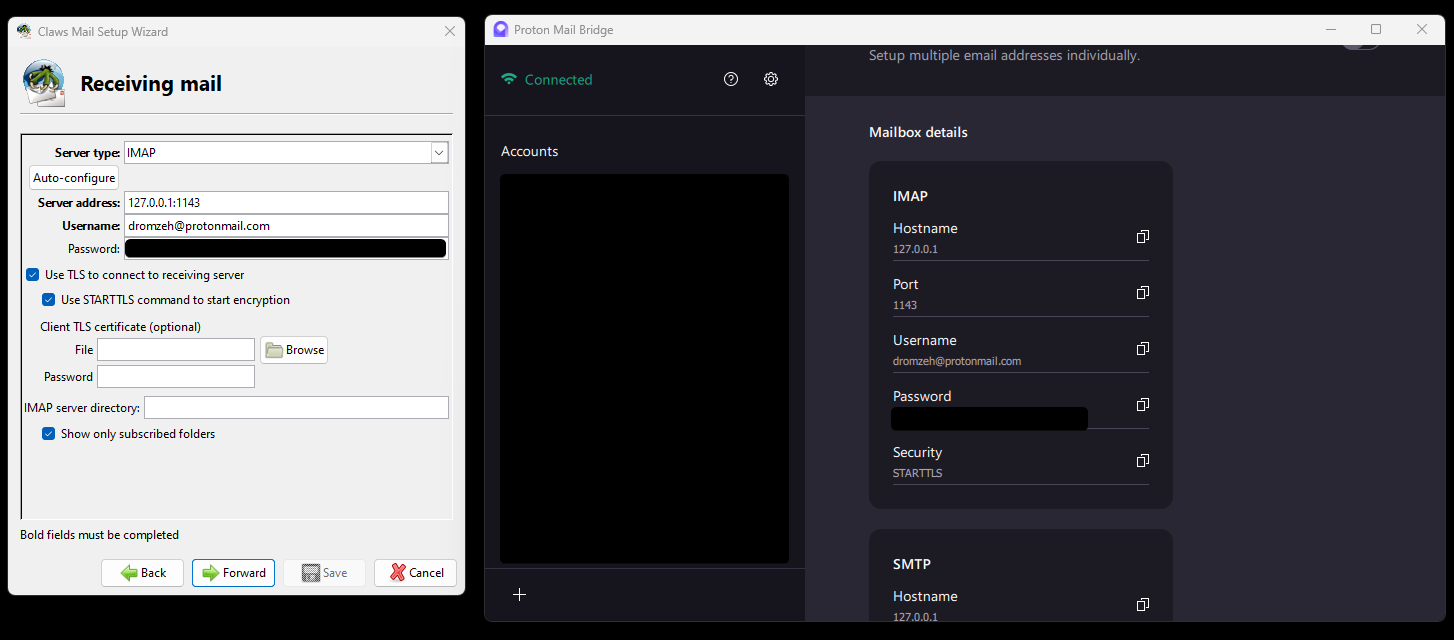 Claws Mail Setup Wizard
Receiving mail
Server type: IMAP
Auto-configure
Server address: 127.0.0.1:1143
Username: dromzeh@protonmail.com
Password:
Use TLS to connect to receiving server
Use STARTTLS command to start encryption
Client TLS certificate (optional)
File Browse
Password
IMAP server directory:
Show only subscribed folders
Bold fields must be completed
Back Forward Save Cancel
Proton Mail Bridge
Connected
Accounts
Setup multiple email addresses individually.
Mailbox details
IMAP
Hostname
127.0.0.1
Port
1143
Username
dromzeh@protonmail.com
Password
Security
STARTTLS
SMTP
Hostname
127.0.0.1